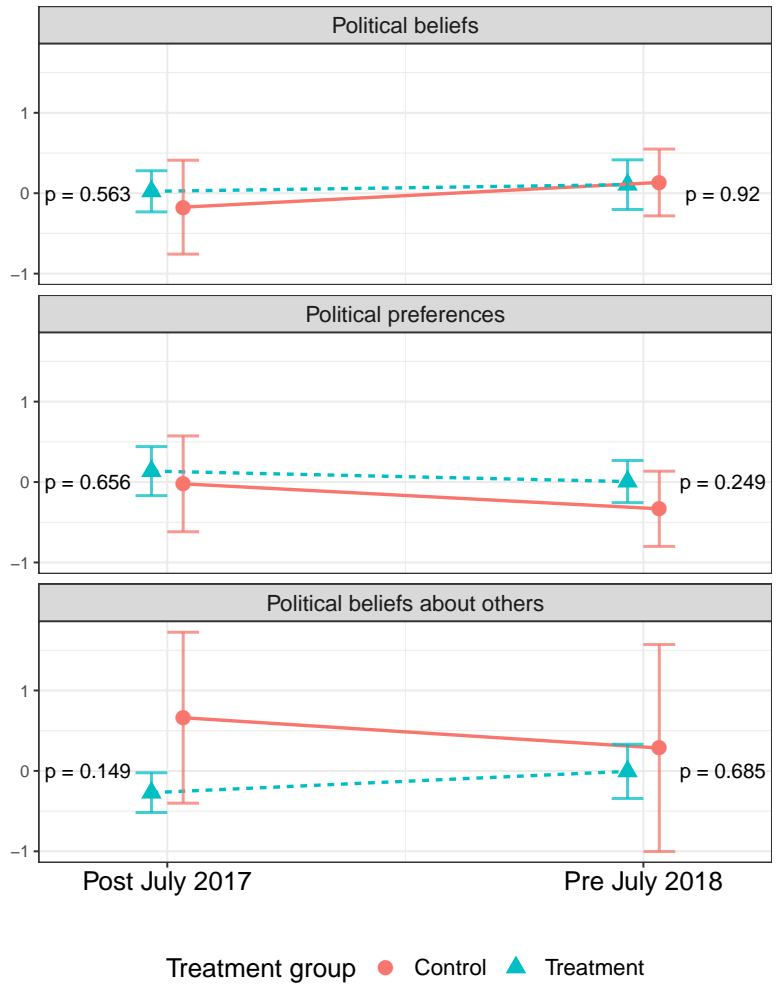 Political beliefs
1
0
−1
p = 0.563
p = 0.92
Political preferences
1
0
−1
p = 0.656
p = 0.249
Political beliefs about others
1
0
−1
p = 0.149
p = 0.685
Post July 2017 Pre July 2018
Treatment group Control Treatment